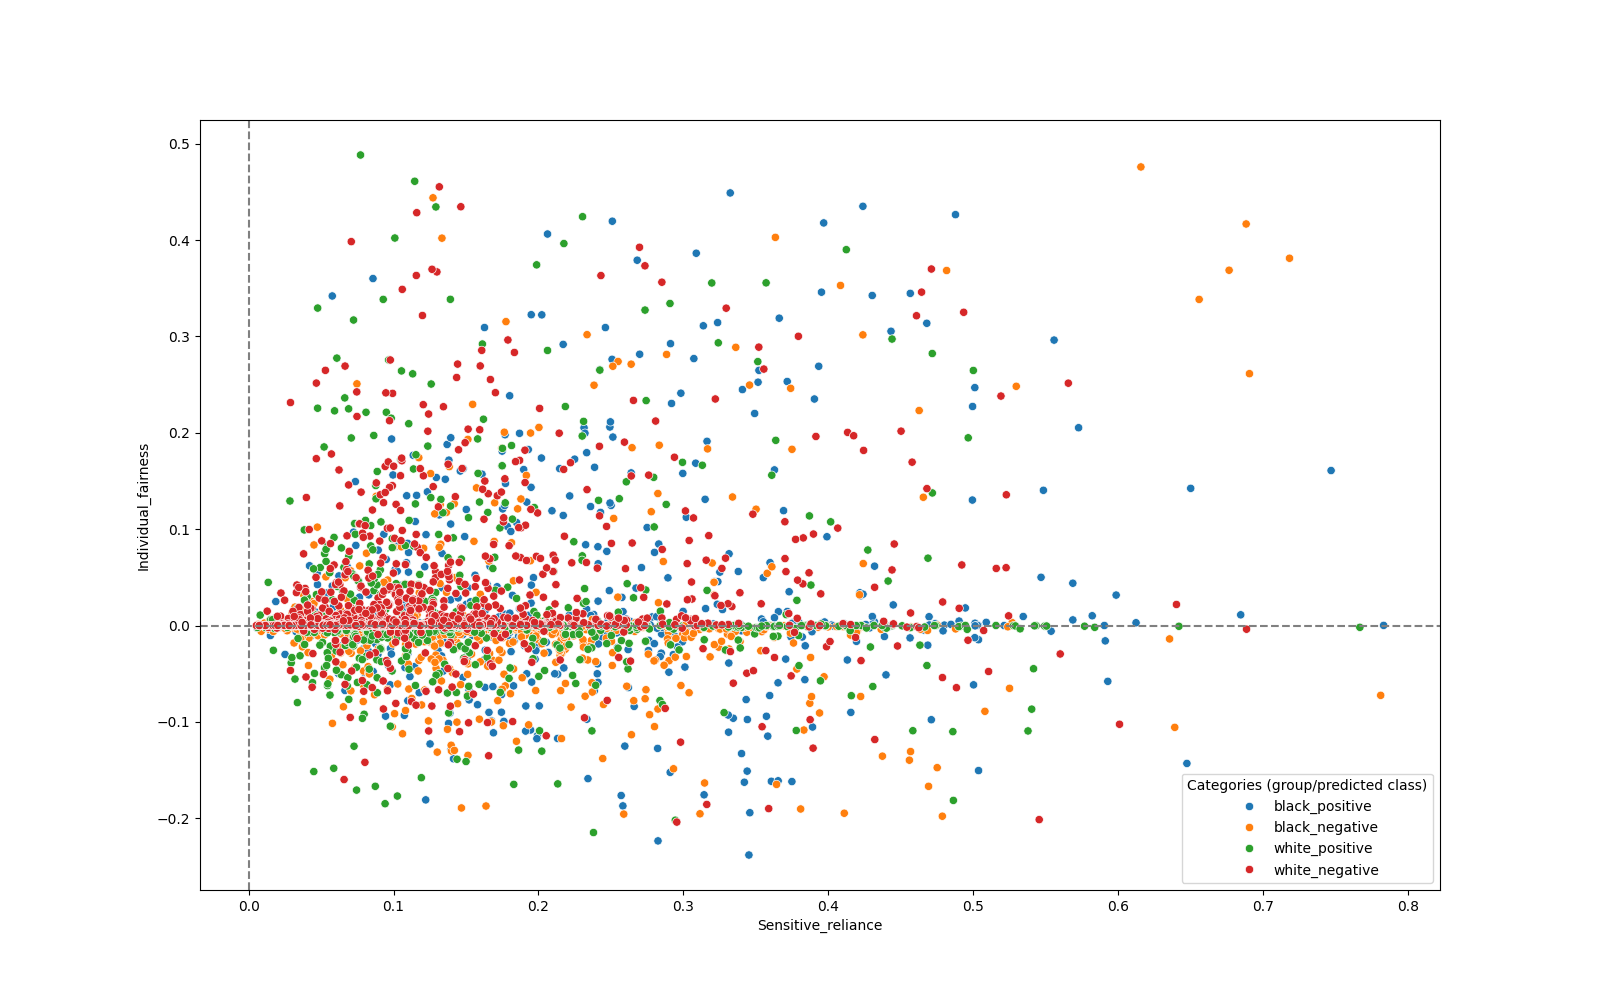 0.5
0.4
0.3
0.2
0.1
0.0
−0.1
−0.2
Individual_fairness
0.0 0.1 0.2 0.3 0.4 0.5 0.6 0.7 0.8
Sensitive_reliance
Categories (group/predicted class)
black_positive
black_negative
white_positive
white_negative